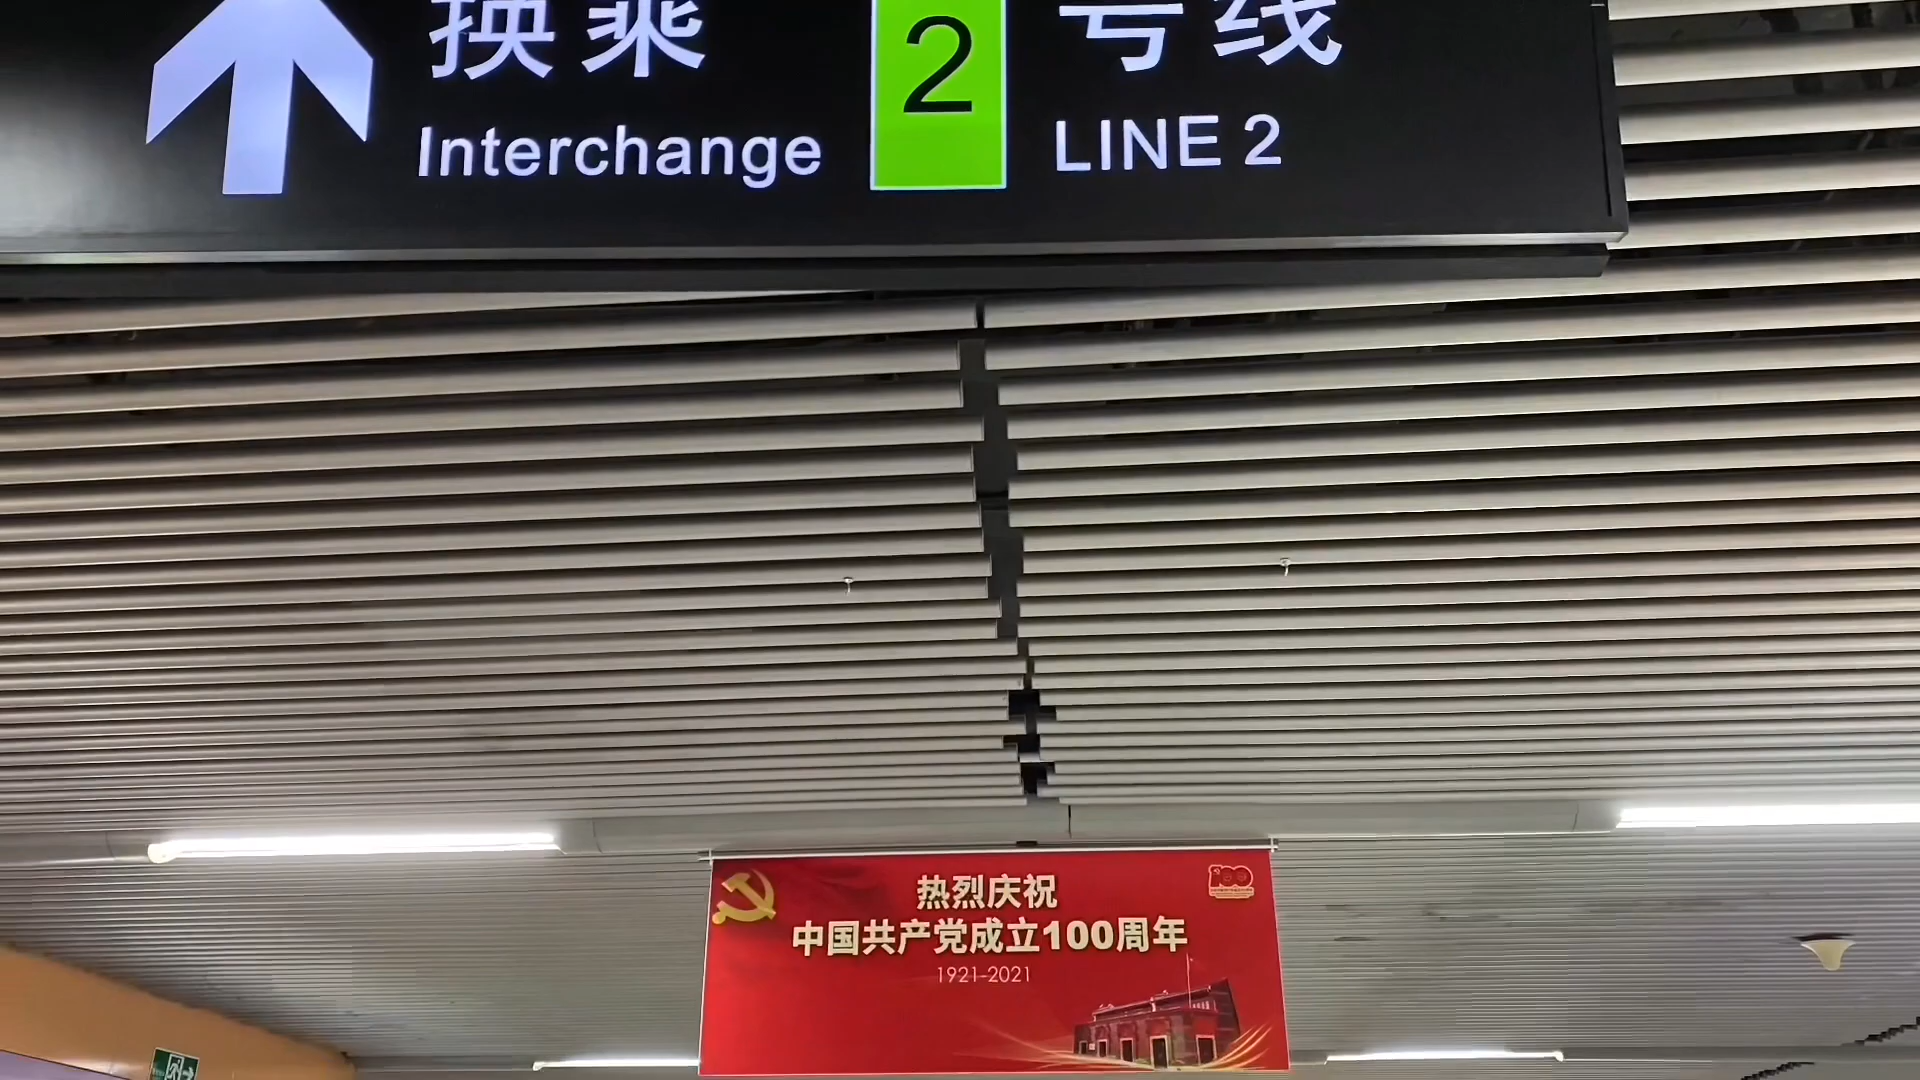 换乘 2 号线
Interchange LINE 2
热烈庆祝
中国共产党成立100周年
1921-2021
100